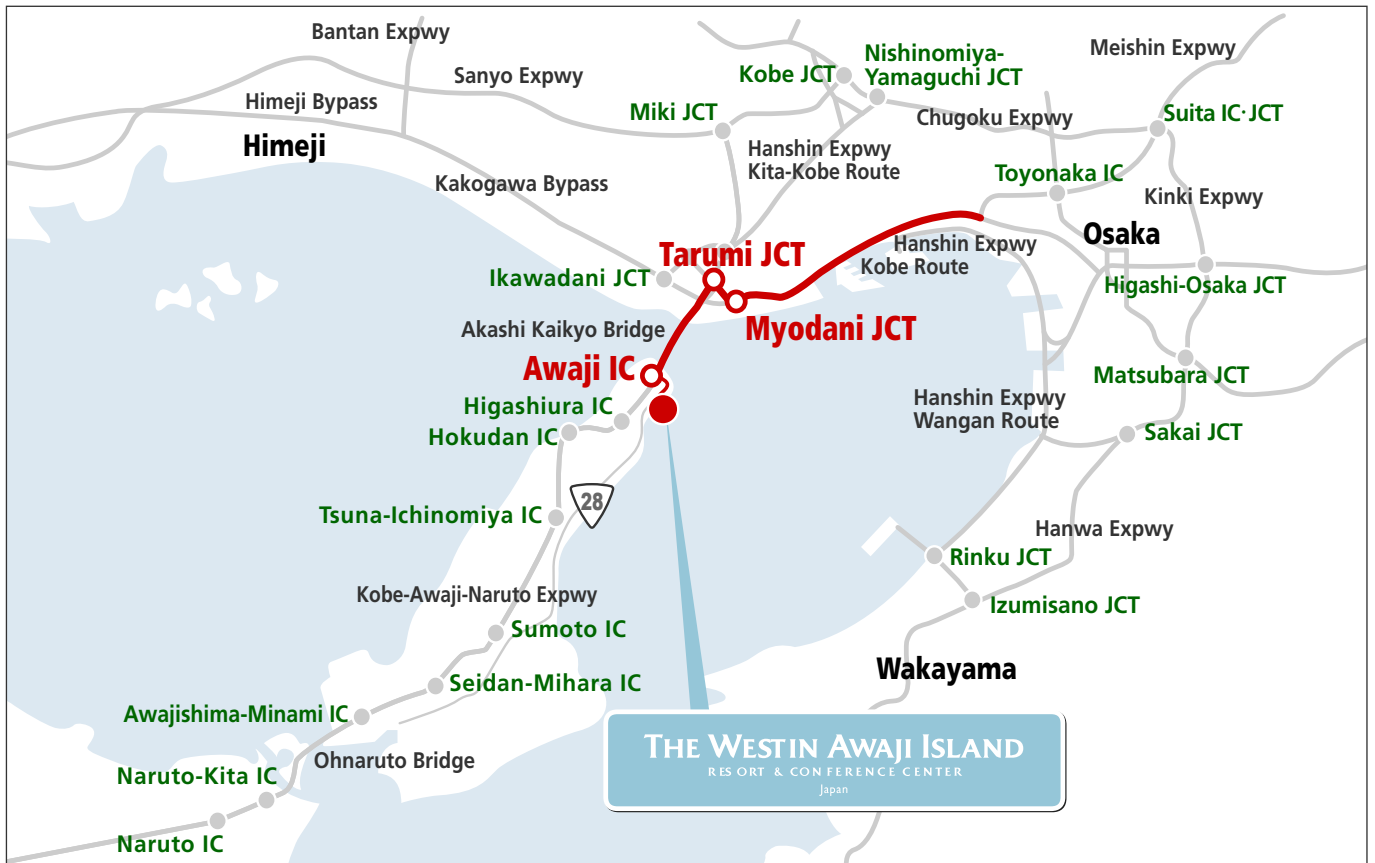 Bantan Expwy
Sanyo Expwy
Himeji Bypass
Himeji
Kakogawa Bypass
Miki JCT
Kobe JCT
Nishinomiya-
Yamaguchi JCT
Meishin Expwy
Chugoku Expwy
Suita IC·JCT
Hanshin Expwy
Kita-Kobe Route
Toyonaka IC
Kinki Expwy
Osaka
Hanshin Expwy
Kobe Route
Higashi-Osaka JCT
Tarumi JCT
Ikawadani JCT
Myodani JCT
Akashi Kaikyo Bridge
Awaji IC
Matsubara JCT
Higashiura IC
Hokudan IC
Hanshin Expwy
Wangan Route
Sakai JCT
28
Tsuna-Ichinomiya IC
Hanwa Expwy
Rinku JCT
Kobe-Awaji-Naruto Expwy
Izumisano JCT
Sumoto IC
Wakayama
Seidan-Mihara IC
Awajishima-Minami IC
Ohnaruto Bridge
Naruto-Kita IC
Naruto IC
THE WESTIN AWAJI ISLAND
RESORT & CONFERENCE CENTER
Japan